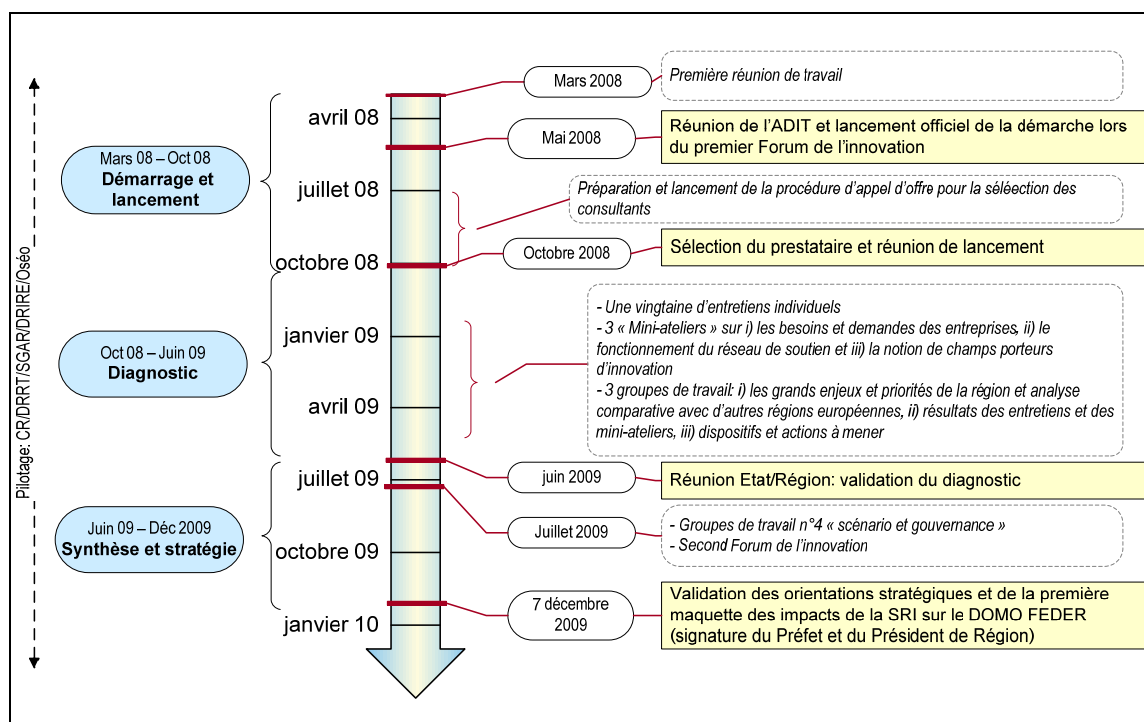 Pilotage: CR/DRRT/SGAR/DRIRE/Oséo
Mars 08 – Oct 08
Démarrage et
lancement
Oct 08 – Juin 09
Diagnostic
Juin 09 – Déc 2009
Synthèse et stratégie
avril 08
juillet 08
octobre 08
janvier 09
avril 09
juillet 09
octobre 09
janvier 10
Mars 2008
Première réunion de travail
Mai 2008
Réunion de l’ADIT et lancement officiel de la démarche lors
du premier Forum de l’innovation
Préparation et lancement de la procédure d’appel d’offre pour la séléection des
consultants
Octobre 2008
Sélection du prestataire et réunion de lancement
- Une vingtaine d’entretiens individuels
- 3 « Mini-ateliers » sur i) les besoins et demandes des entreprises, ii) le
fonctionnement du réseau de soutien et iii) la notion de champs porteurs
d’innovation
- 3 groupes de travail: i) les grands enjeux et priorités de la région et analyse
comparative avec d’autres régions européennes, ii) résultats des entretiens et des
mini-ateliers, iii) dispositifs et actions à mener
juin 2009
Réunion Etat/Région: validation du diagnostic
Juillet 2009
- Groupes de travail n°4 « scénario et gouvernance »
- Second Forum de l’innovation
7 décembre
2009
Validation des orientations stratégiques et de la première
maquette des impacts de la SRI sur le DOMO FEDER
(signature du Préfet et du Président de Région)